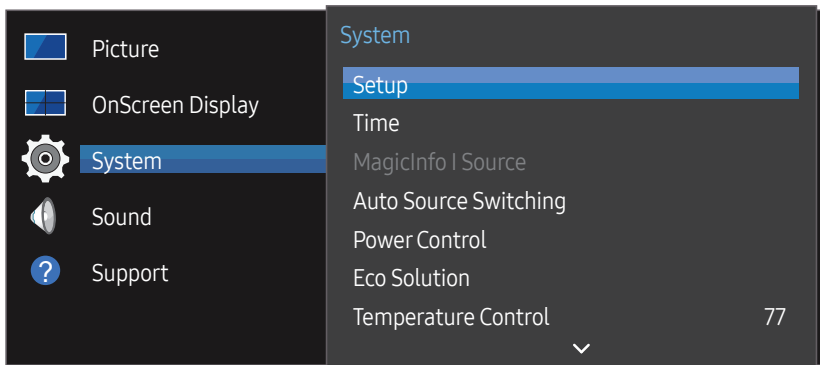 Picture
OnScreen Display
System
Sound
? Support
System
Setup
Time
MagicInfo I Source
Auto Source Switching
Power Control
Eco Solution
Temperature Control 77